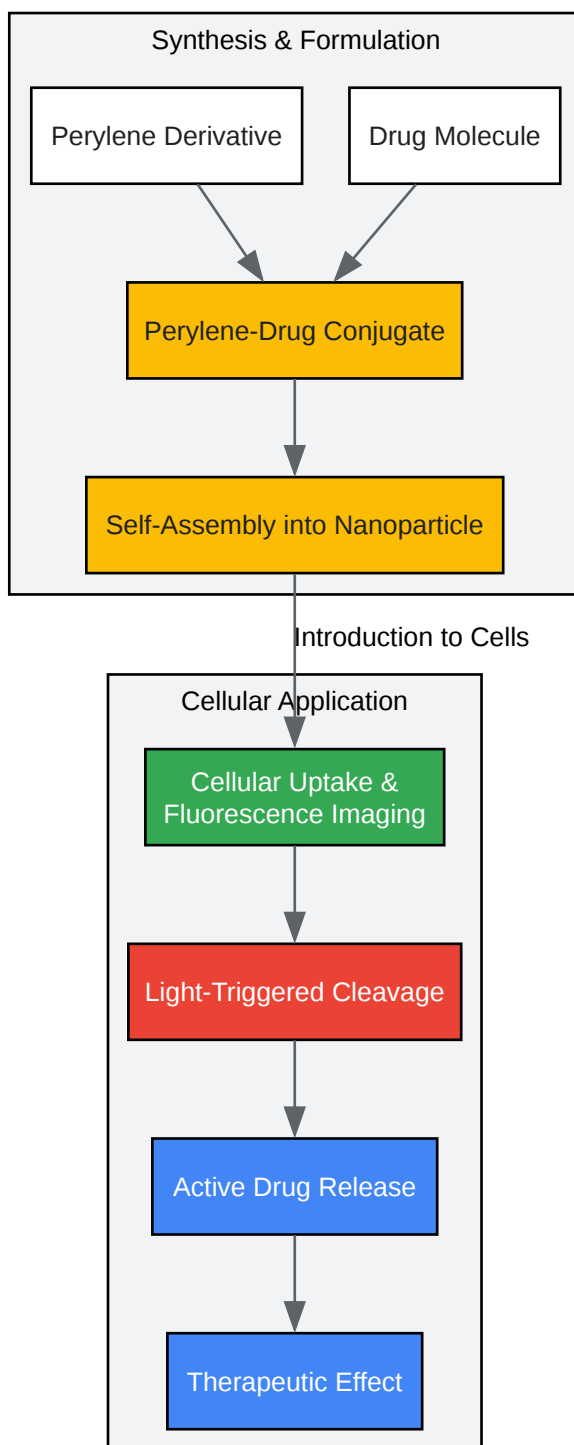 Synthesis & Formulation
Perylene Derivative
Drug Molecule
Perylene-Drug Conjugate
Self-Assembly into Nanoparticle
Introduction to Cells
Cellular Application
Cellular Uptake &
Fluorescence Imaging
Light-Triggered Cleavage
Active Drug Release
Therapeutic Effect